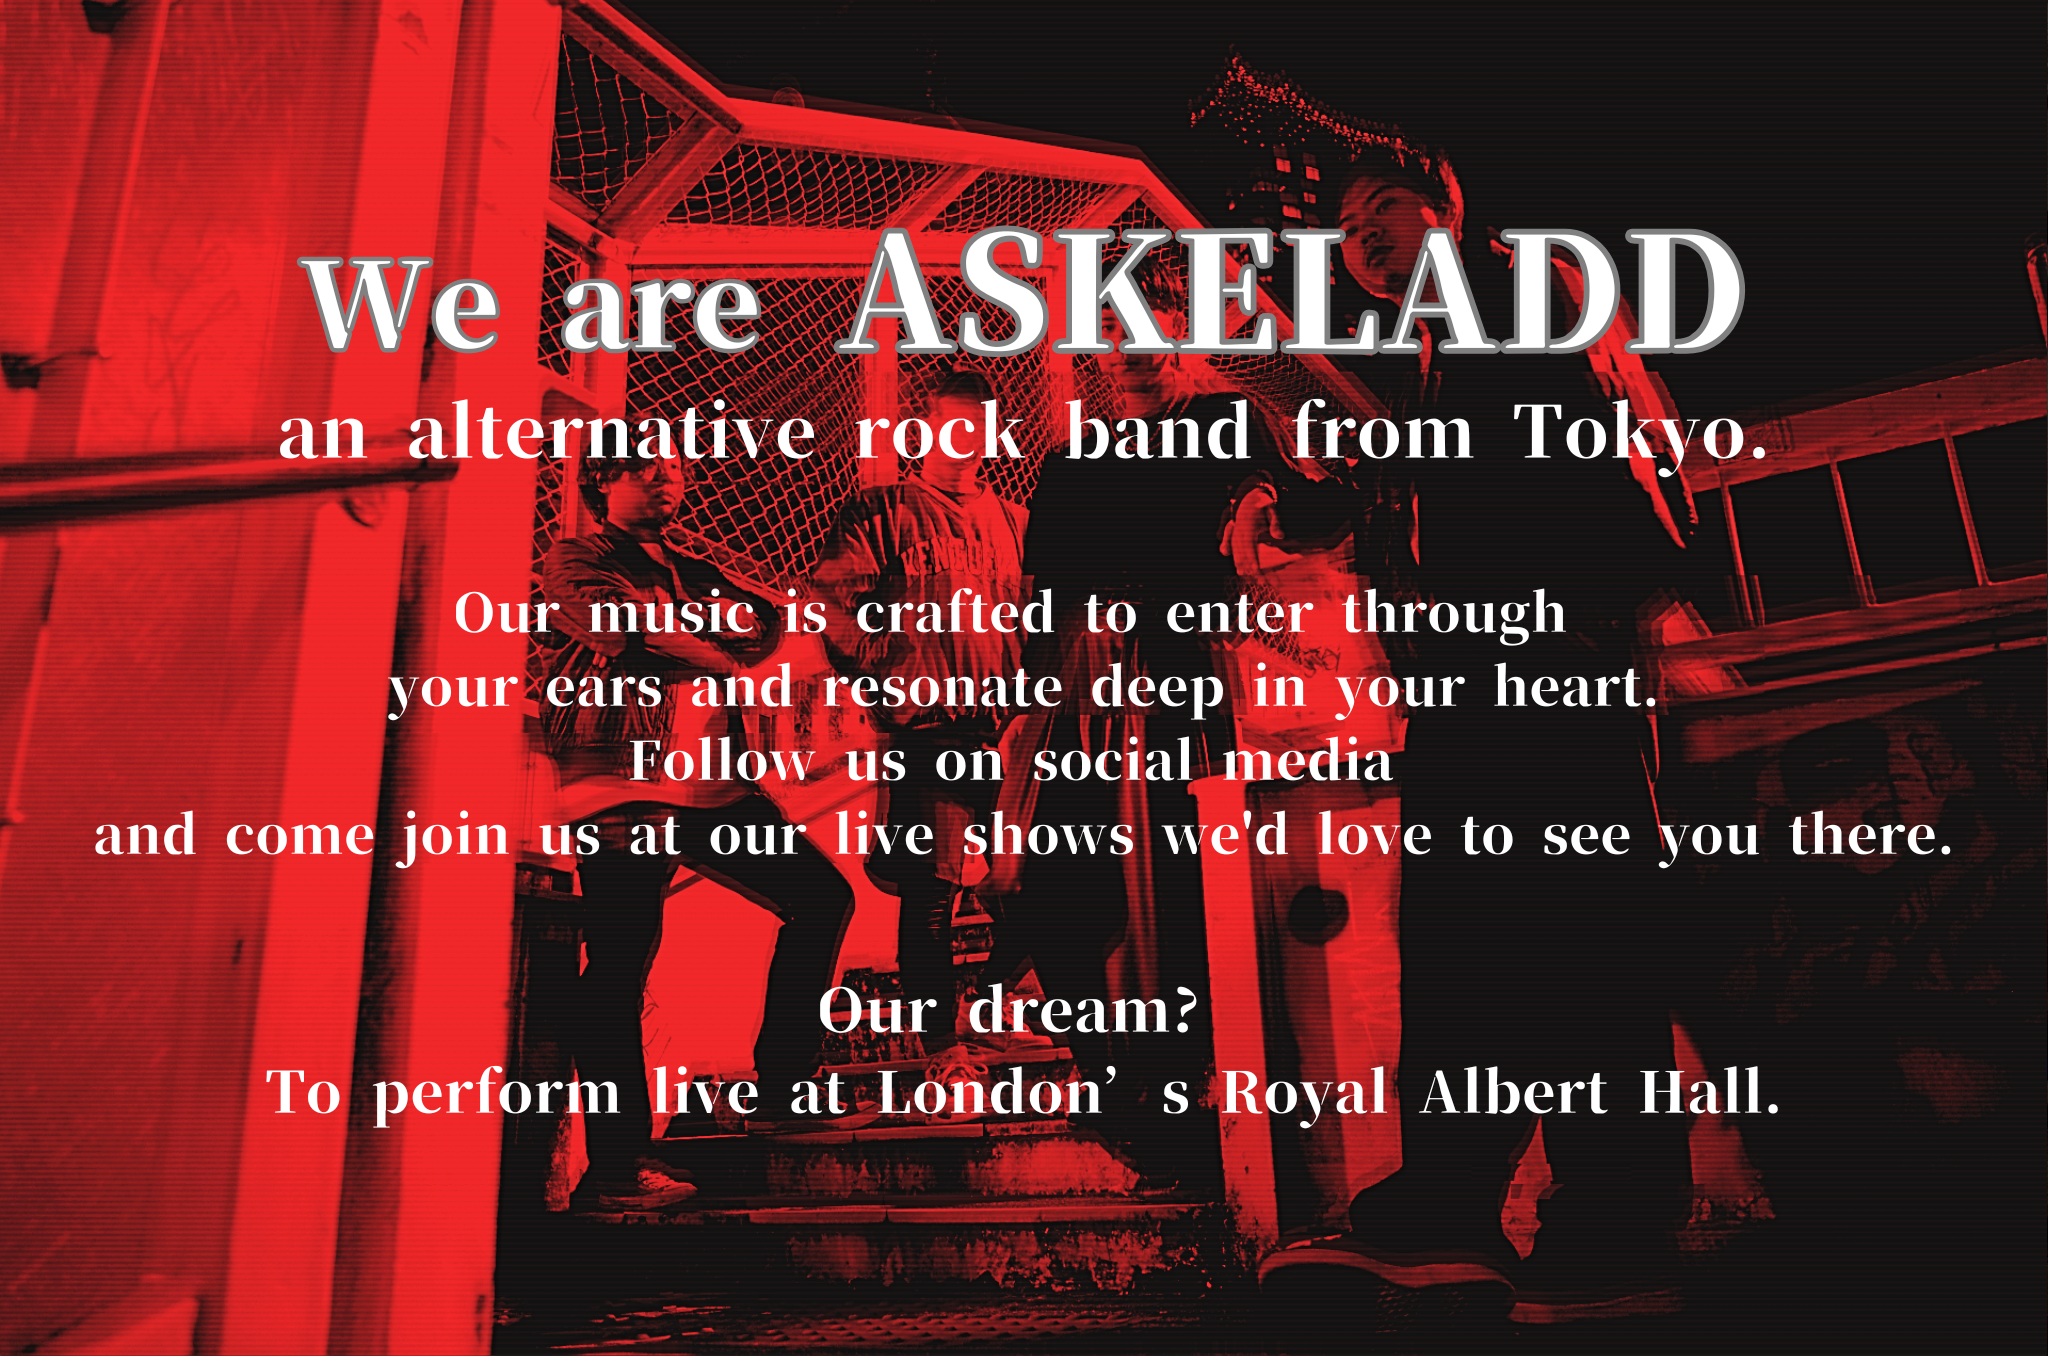 We are ASKELADD
an alternative rock band from Tokyo.
Our music is crafted to enter through
your ears and resonate deep in your heart.
Follow us on social media
and come join us at our live shows we'd love to see you there.
Our dream?
To perform live at London’ s Royal Albert Hall.